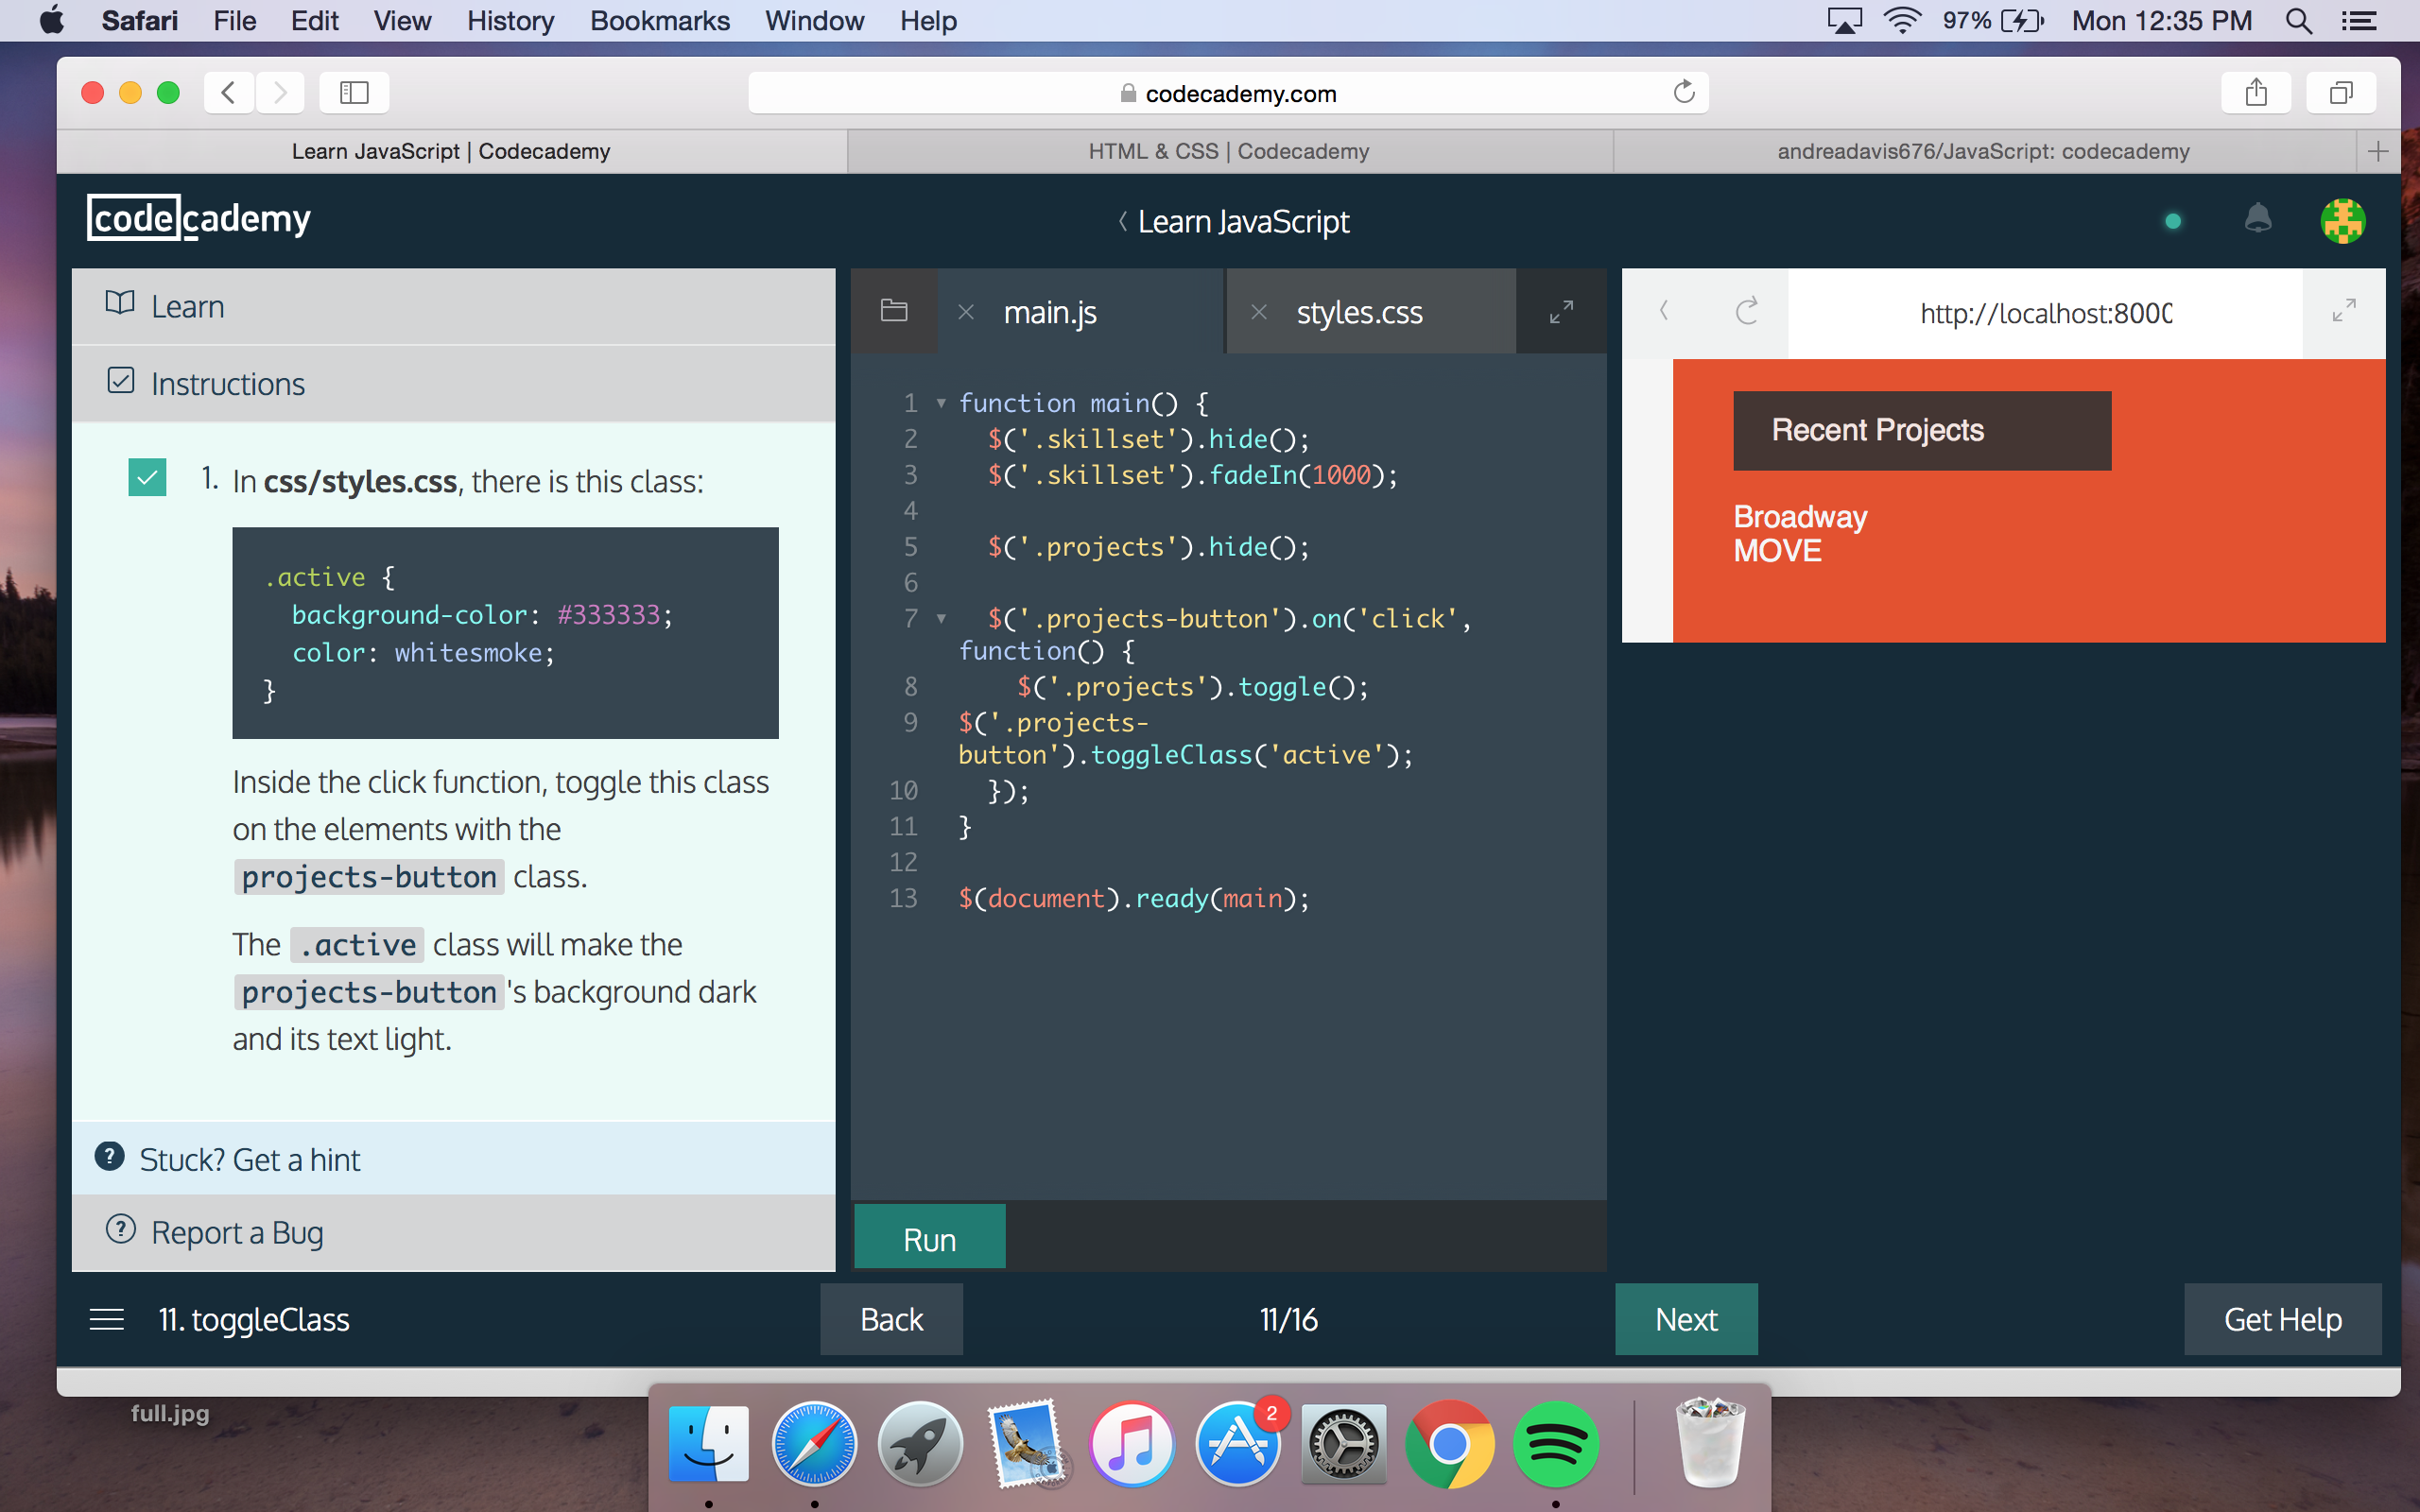 Safari File Edit View History Bookmarks Window Help 97% Mon 12:35 PM
codecademy.com
Learn JavaScript | Codecademy
HTML & CSS | Codecademy
andreadavis676/JavaScript: codecademy
codecademy
Learn JavaScript
Learn
Instructions
1. In css/styles.css, there is this class:
.active {
background-color: #333333;
color: whitesmoke;
}
Inside the click function, toggle this class
on the elements with the
projects-button class.
The .active class will make the
projects-button's background dark
and its text light.
Stuck? Get a hint
Report a Bug
main.js
styles.css
1 function main() {
2 $('.skillset').hide();
3 $('.skillset').fadeIn(1000);
4
5 $('.projects').hide();
6
7 $('.projects-button').on('click',
function() {
8 $('.projects').toggle();
9 $('.projects-
button').toggleClass('active');
10 });
11 }
12
13 $(document).ready(main);
Run
http://localhost:8000
Recent Projects
Broadway
MOVE
11. toggleClass
Back
11/16
Next
Get Help
full.jpg
2